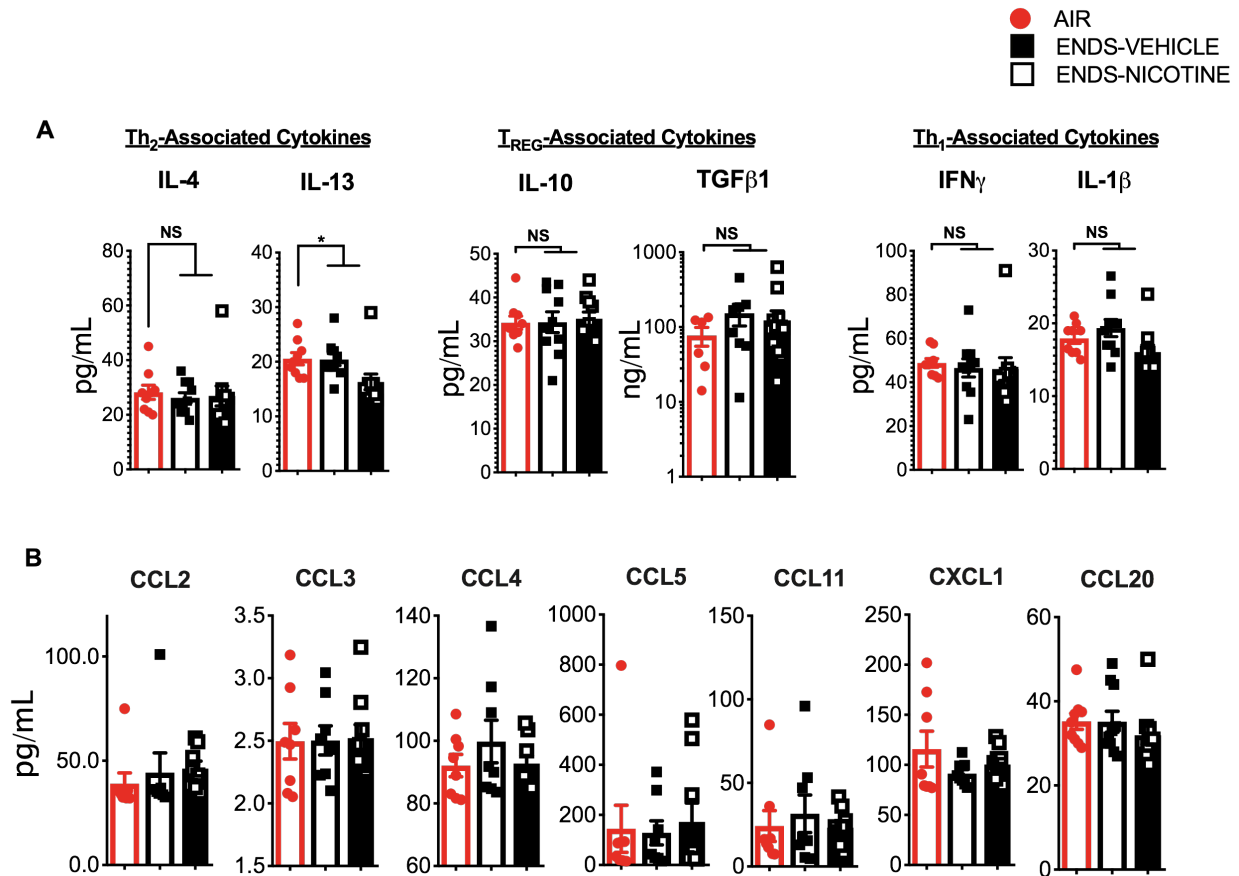 AIR
ENDS-VEHICLE
ENDS-NICOTINE
A
Th2-Associated Cytokines
TREG-Associated Cytokines
Th1-Associated Cytokines
IL-4
IL-13
IL-10
TGFβ1
IFNγ
IL-1β
NS
*
NS
NS
NS
NS
pg/mL
80
60
40
20
0
40
30
20
10
0
pg/mL
50
40
30
20
10
0
ng/mL
1000
100
10
1
pg/mL
100
80
60
40
20
0
30
20
10
0
B
CCL2
CCL3
CCL4
CCL5
CCL11
CXCL1
CCL20
pg/mL
100.0
50.0
0.0
3.5
3.0
2.5
2.0
1.5
140
120
100
80
60
1000
800
600
400
200
0
150
100
50
0
250
200
150
100
50
0
60
40
20
0